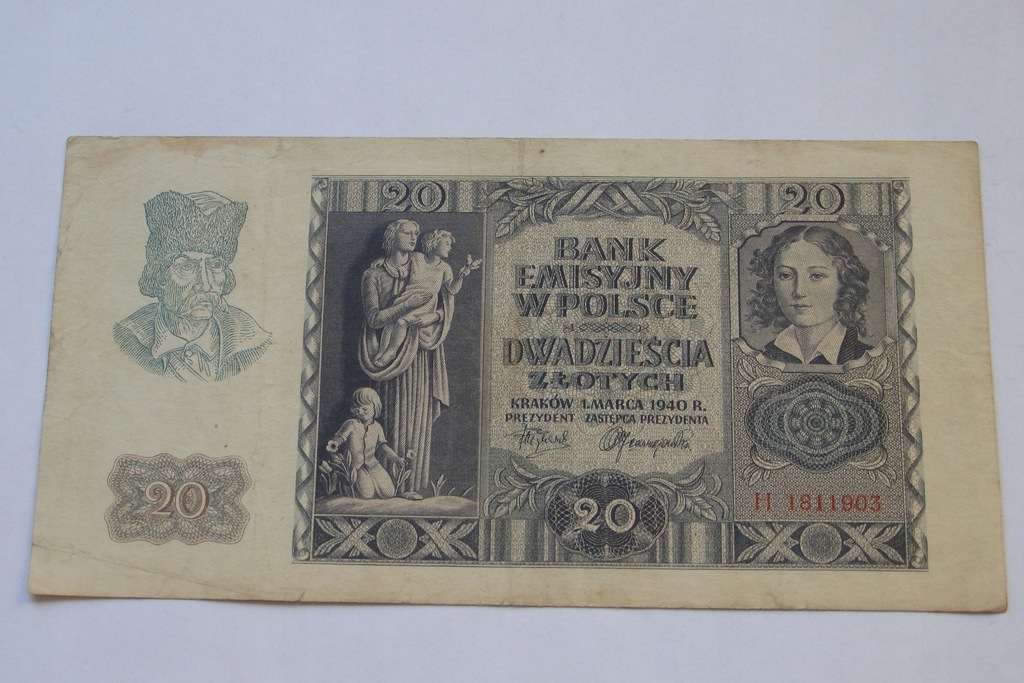 20
20
BANK
EMISYJNY
W POLSCE
DWADZIEŚCIA
ZŁOTYCH
KRAKÓW 1.MARCA 1940 R.
PREZYDENT ZASTĘPCA PREZYDENTA
H 1811903
20
20